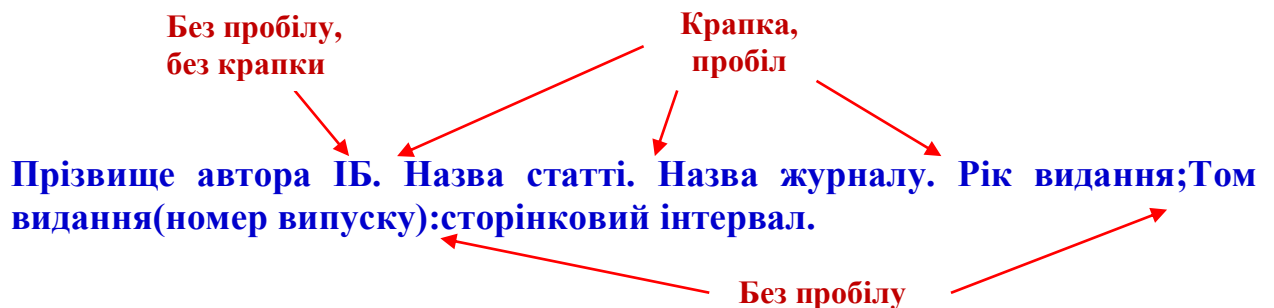 Без пробілу,
без крапки
Крапка,
пробіл
Прізвище автора ІБ. Назва статті. Назва журналу. Рік видання;Том
видання(номер випуску):сторінковий інтервал.
Без пробілу